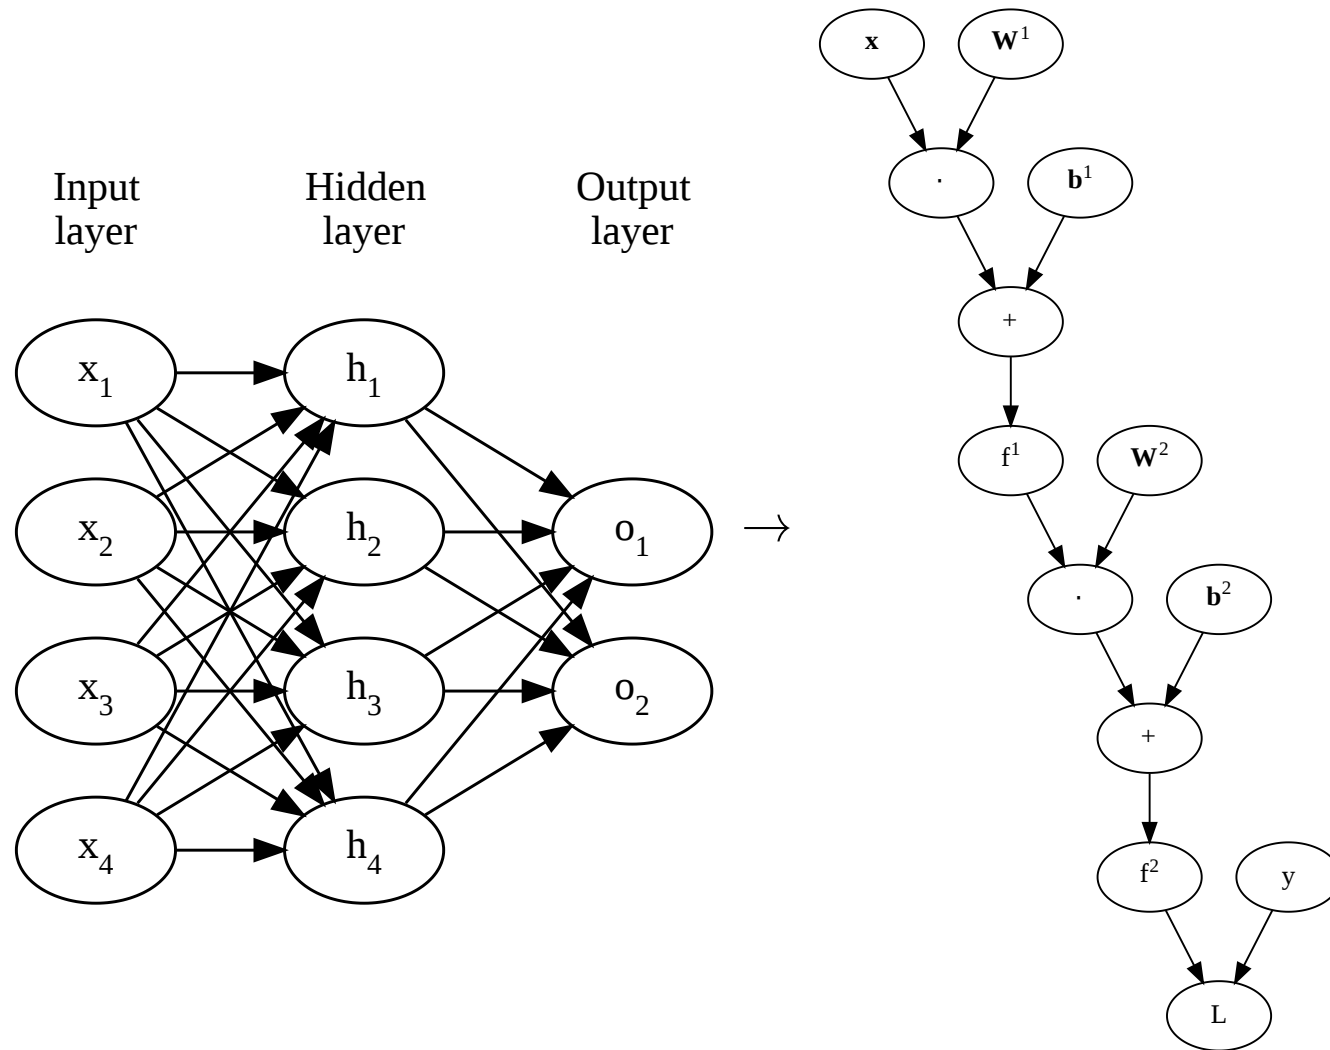 Input
layer
Hidden
layer
Output
layer
x₁
h₁
x₂
h₂
o₁
x₃
h₃
o₂
x₄
h₄
→
x
W¹
·
b¹
+
f¹
W²
·
b²
+
f²
y
L